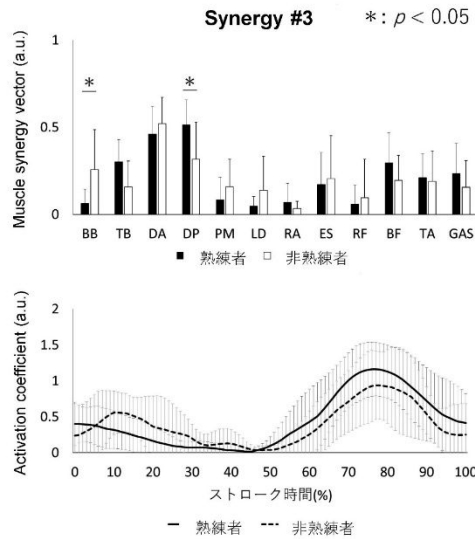 Synergy #3
*: p < 0.05
Muscle synergy vector (a.u.)
1
0.5
0
*
*
BB TB DA DP PM LD RA ES RF BF TA GAS
熟練者 非熟練者
Activation coefficient (a.u.)
2
1.5
1
0.5
0
0 10 20 30 40 50 60 70 80 90 100
ストローク時間(%)
熟練者 非熟練者